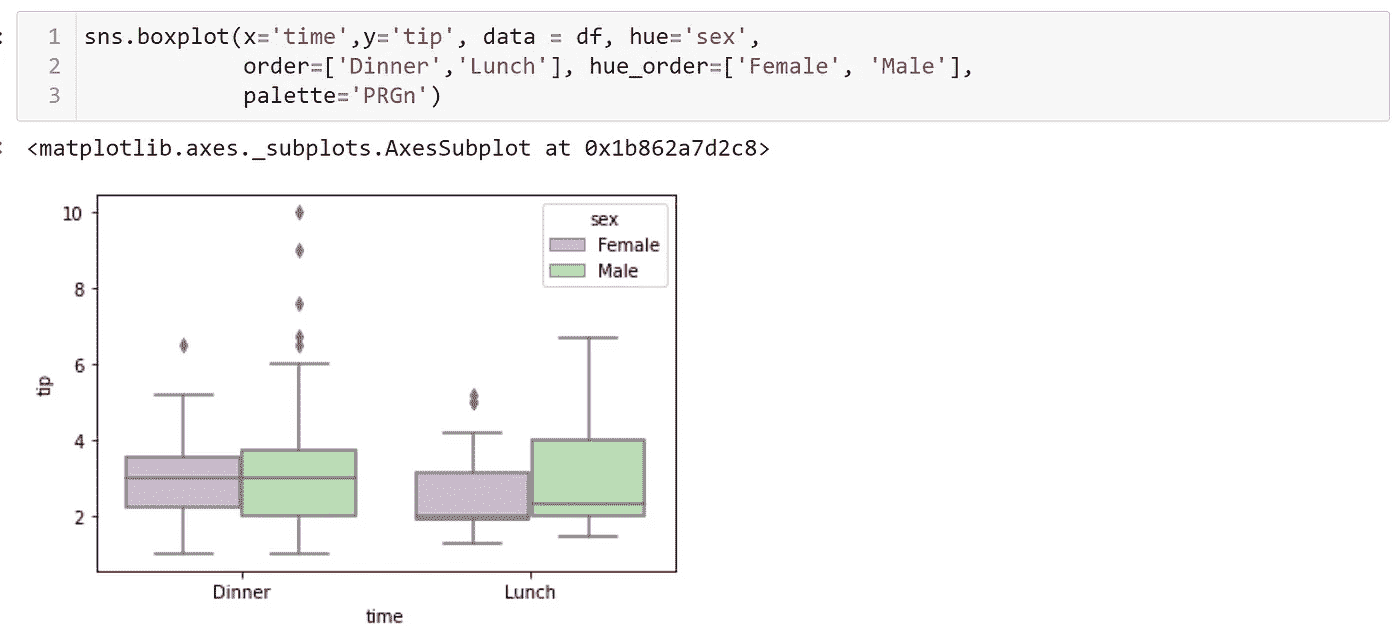 1 sns.boxplot(x='time',y='tip', data = df, hue='sex',
2 order=['Dinner','Lunch'], hue_order=['Female', 'Male'],
3 palette='PRGn')
<matplotlib.axes._subplots.AxesSubplot at 0x1b862a7d2c8>
10
8
6
4
2
tip
sex
Female
Male
Dinner Lunch
time